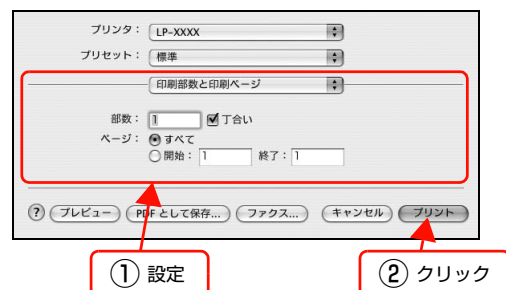 プリンタ： LP-XXXX
プリセット： 標準
印刷部数と印刷ページ
部数： 1 丁合い
ページ： すべて
開始： 1 終了： 1
? プレビュー PDF として保存... ファクス... キャンセル プリント
① 設定 ② クリック